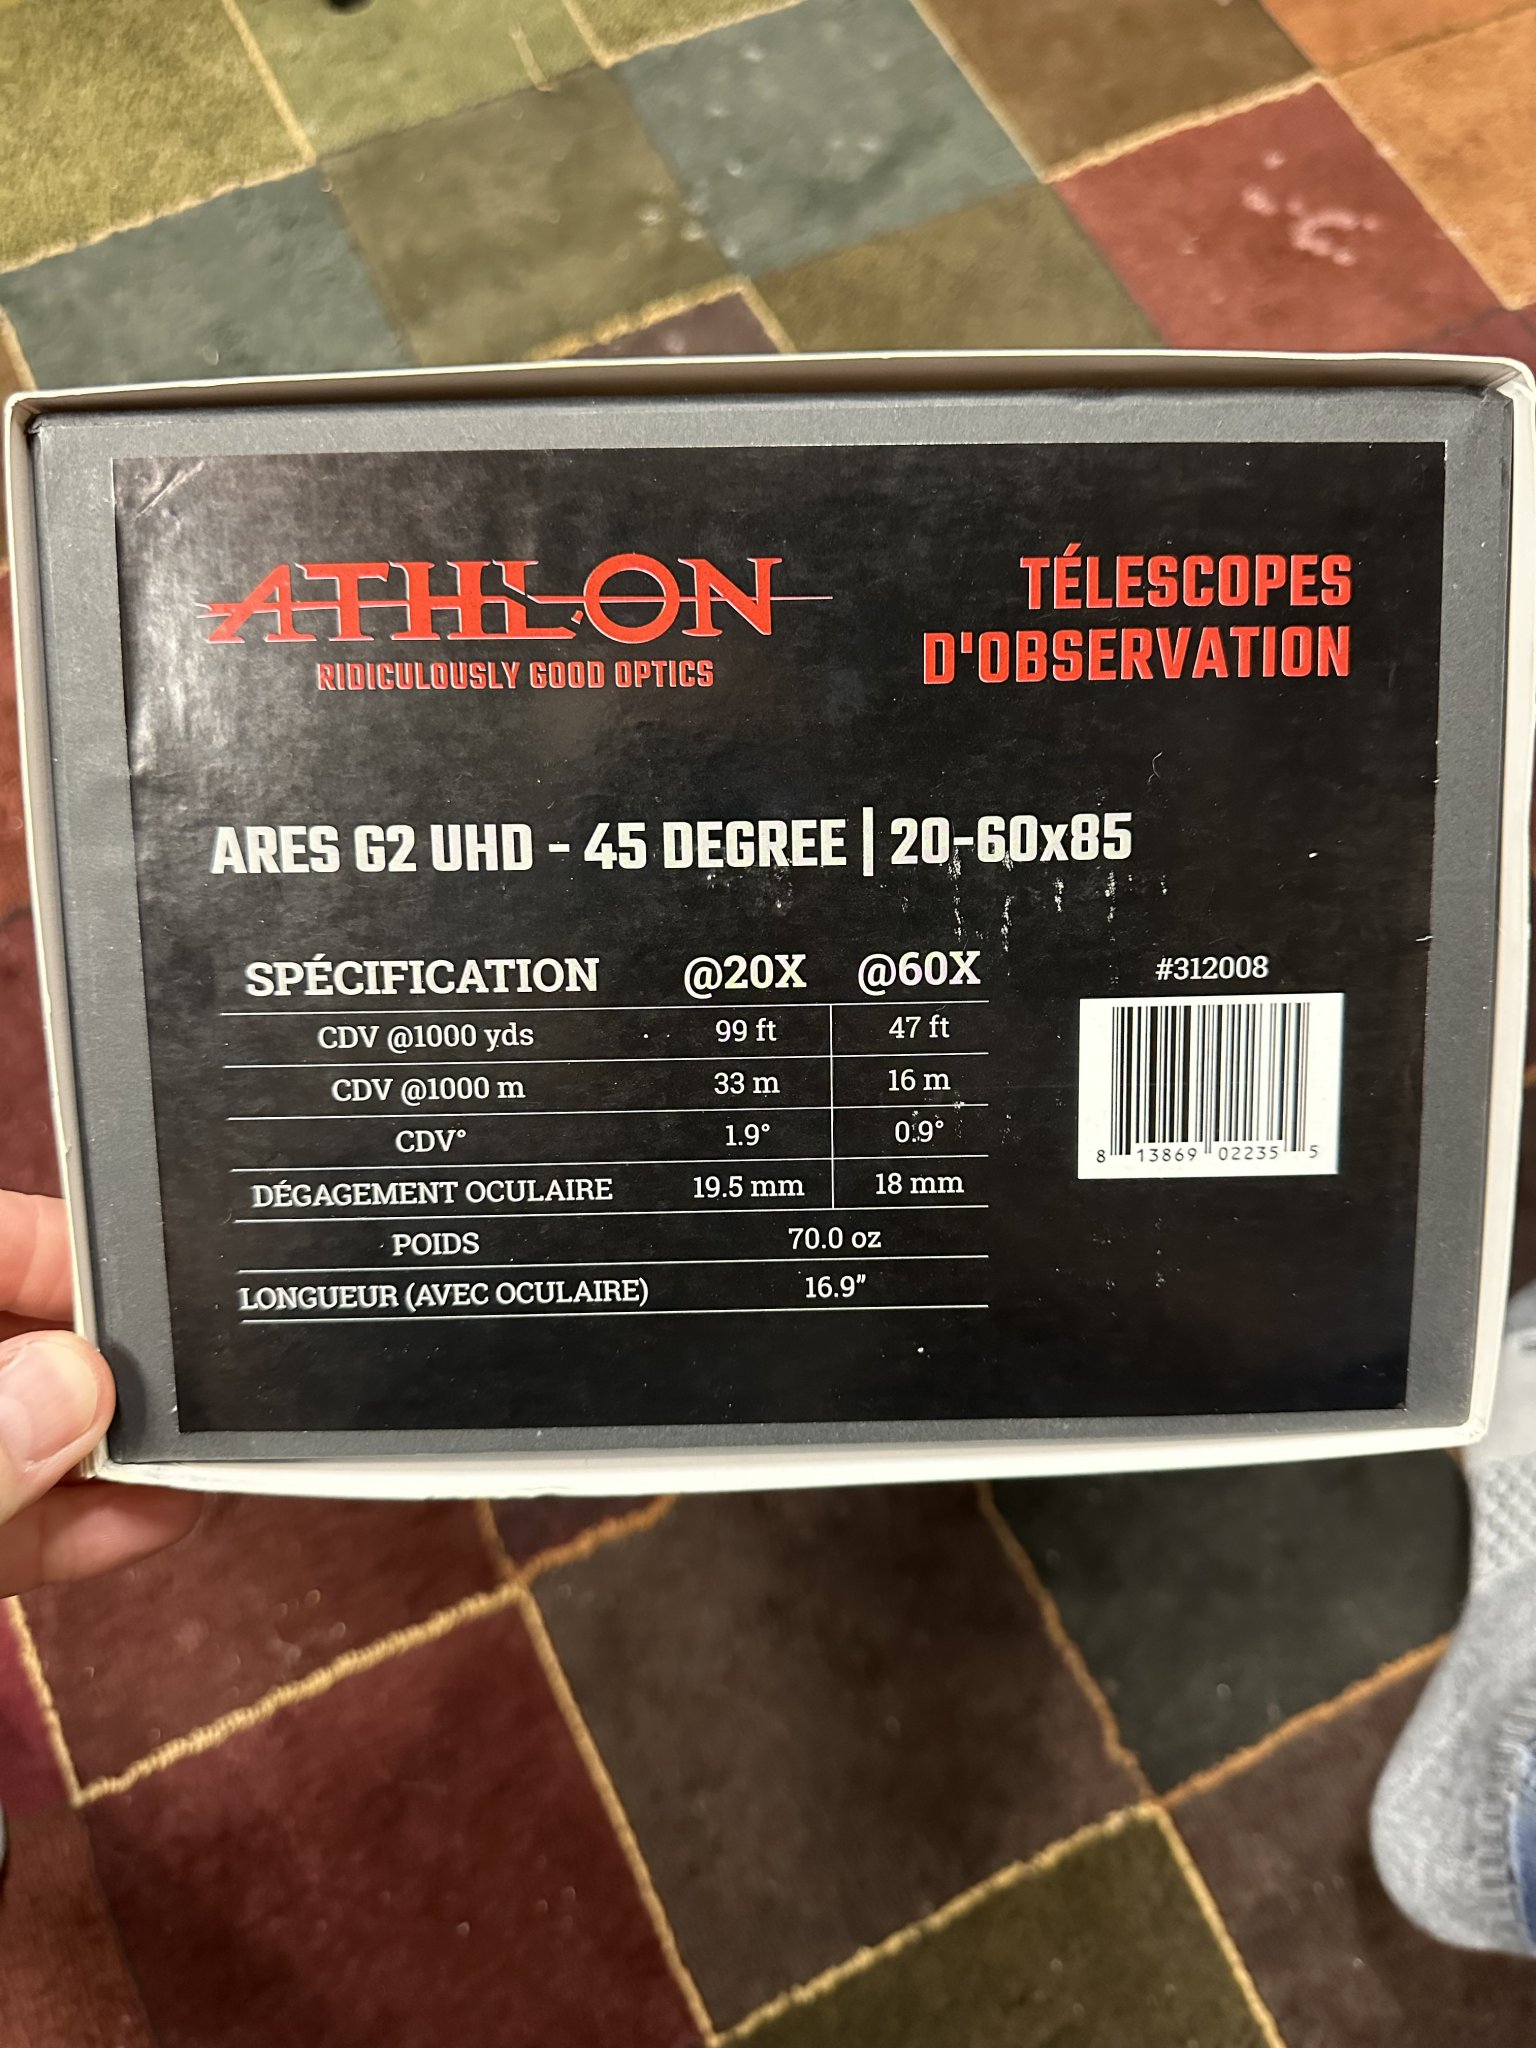 ATHLON
RIDICULOUSLY GOOD OPTICS
TÉLESCOPES
D'OBSERVATION
ARES G2 UHD - 45 DEGREE | 20-60x85
SPÉCIFICATION @20X @60X
CDV @1000 yds 99 ft 47 ft
CDV @1000 m 33 m 16 m
CDV° 1.9° 0.9°
DÉGAGEMENT OCULAIRE 19.5 mm 18 mm
POIDS 70.0 oz
LONGUEUR (AVEC OCULAIRE) 16.9"
#312008
8 13869 02235 5